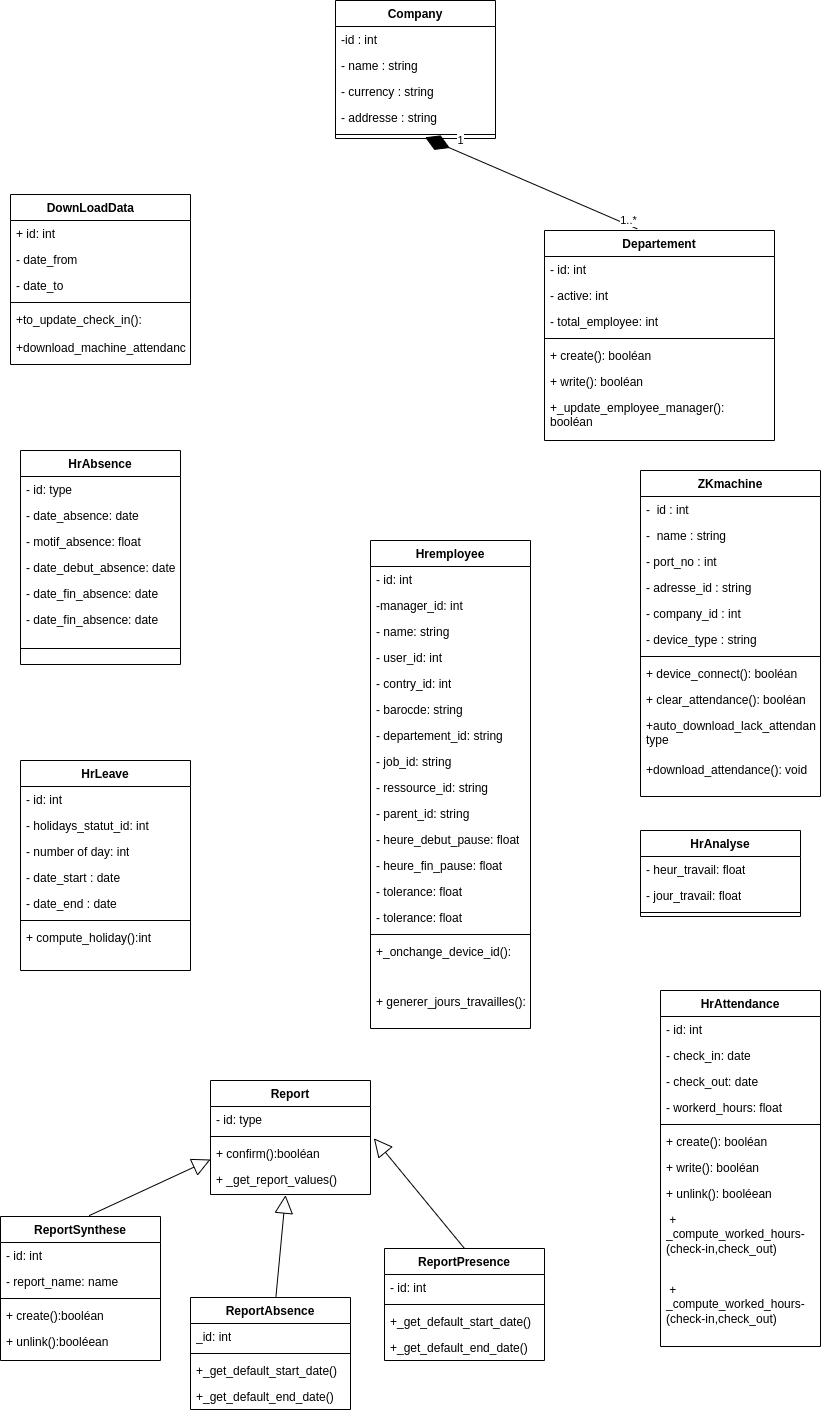 Company
-id : int
- name : string
- currency : string
- addresse : string
1
1..*
DownLoadData
+ id: int
- date_from
- date_to
+to_update_check_in():
+download_machine_attendanc
Departement
- id: int
- active: int
- total_employee: int
+ create(): booléan
+ write(): booléan
+_update_employee_manager():
booléan
HrAbsence
- id: type
- date_absence: date
- motif_absence: float
- date_debut_absence: date
- date_fin_absence: date
- date_fin_absence: date
ZKmachine
-  id : int
-  name : string
- port_no : int
- adresse_id : string
- company_id : int
- device_type : string
+ device_connect(): booléan
+ clear_attendance(): booléan
+auto_download_lack_attendan
type
+download_attendance(): void
Hremployee
- id: int
-manager_id: int
- name: string
- user_id: int
- contry_id: int
- barocde: string
- departement_id: string
- job_id: string
- ressource_id: string
- parent_id: string
- heure_debut_pause: float
- heure_fin_pause: float
- tolerance: float
- tolerance: float
+_onchange_device_id():
+ generer_jours_travailles():
HrLeave
- id: int
- holidays_statut_id: int
- number of day: int
- date_start : date
- date_end : date
+ compute_holiday():int
HrAnalyse
- heur_travail: float
- jour_travail: float
HrAttendance
- id: int
- check_in: date
- check_out: date
- workerd_hours: float
+ create(): booléan
+ write(): booléan
+ unlink(): booléean
+
_compute_worked_hours-
(check-in,check_out)
+
_compute_worked_hours-
(check-in,check_out)
Report
- id: type
+ confirm():booléan
+ _get_report_values()
ReportSynthese
- id: int
- report_name: name
+ create():booléan
+ unlink():booléean
ReportAbsence
_id: int
+_get_default_start_date()
+_get_default_end_date()
ReportPresence
- id: int
+_get_default_start_date()
+_get_default_end_date()